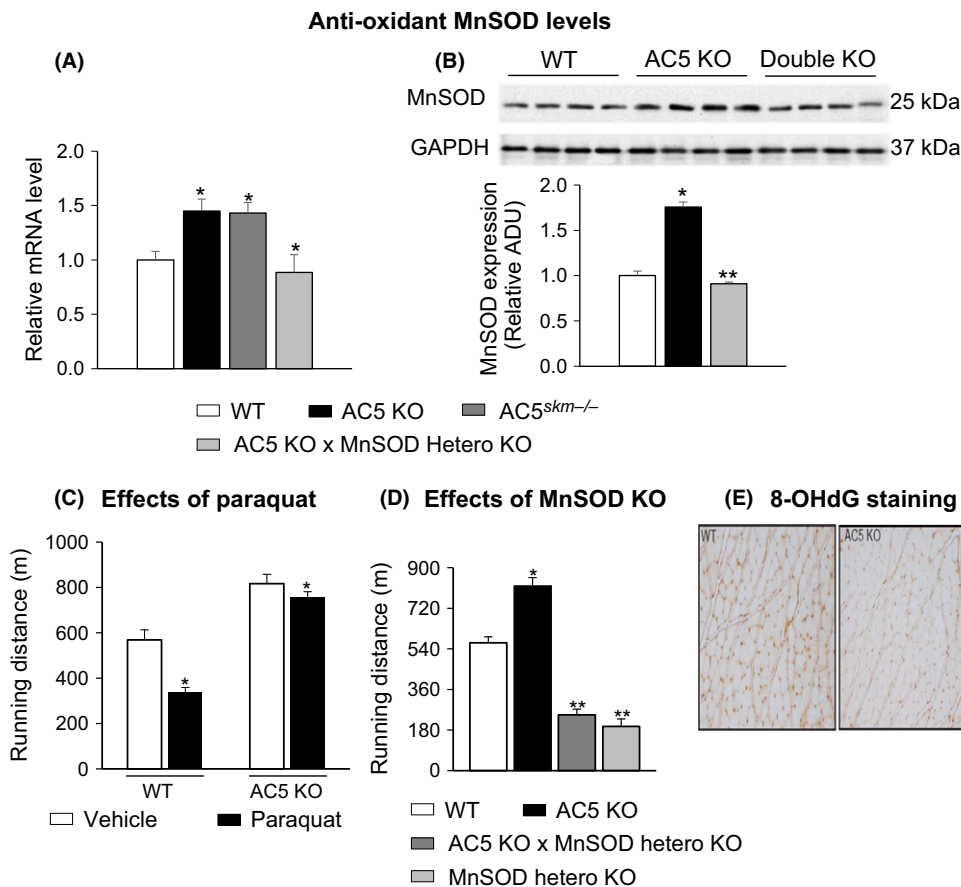 Anti-oxidant MnSOD levels
(A)
(B)
WT AC5 KO Double KO
MnSOD 25 kDa
GAPDH 37 kDa
Relative mRNA level
2.0
1.5
1.0
0.5
0.0
* * *
MnSOD expression
(Relative ADU)
2.0
1.5
1.0
0.5
0.0
* **
WT AC5 KO AC5skm–/–
AC5 KO x MnSOD Hetero KO
(C) Effects of paraquat
Running distance (m)
1000
800
600
400
200
0
* *
WT AC5 KO
Vehicle Paraquat
(D) Effects of MnSOD KO
Running distance (m)
900
720
540
360
180
0
* ** **
WT AC5 KO
AC5 KO x MnSOD hetero KO
MnSOD hetero KO
(E) 8-OHdG staining
WT AC5 KO